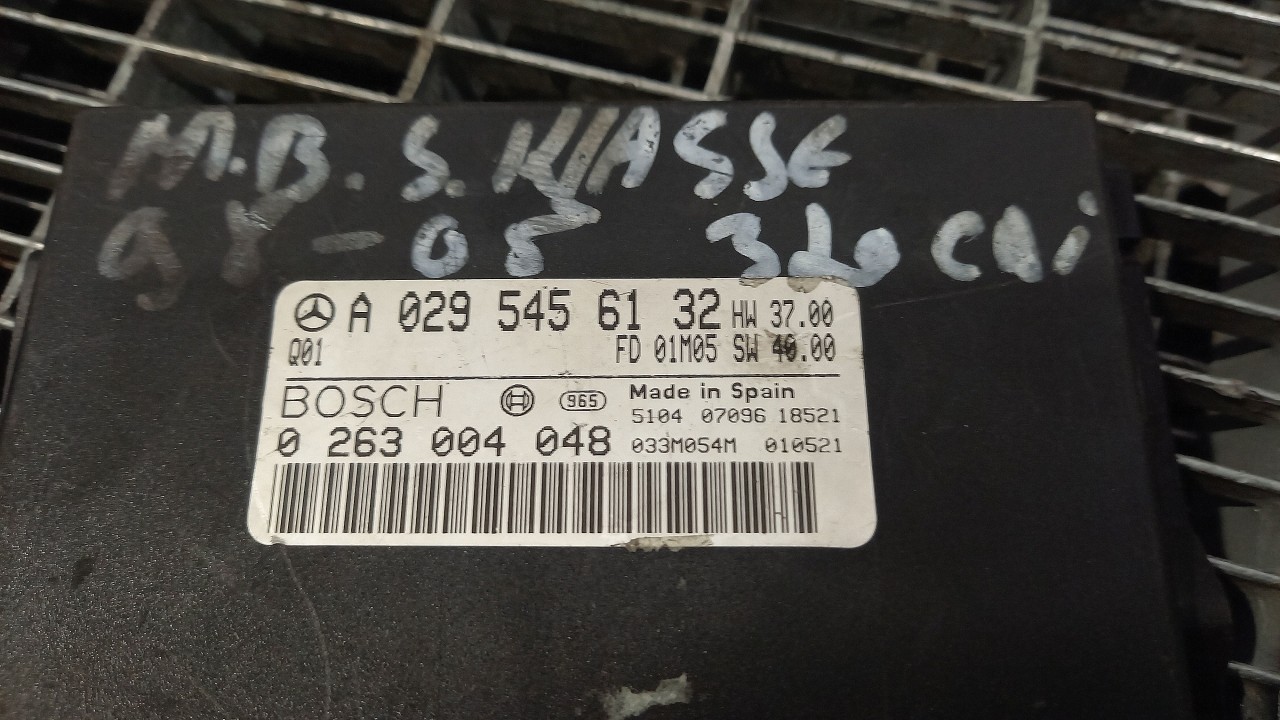 M.B. S. KLASSE
98-05 320 CDi
A 029 545 61 32 HW 37.00
Q01 FD 01M05 SW 40.00
BOSCH 965 Made in Spain
5104 07096 18521
0 263 004 048 033M054M 010521